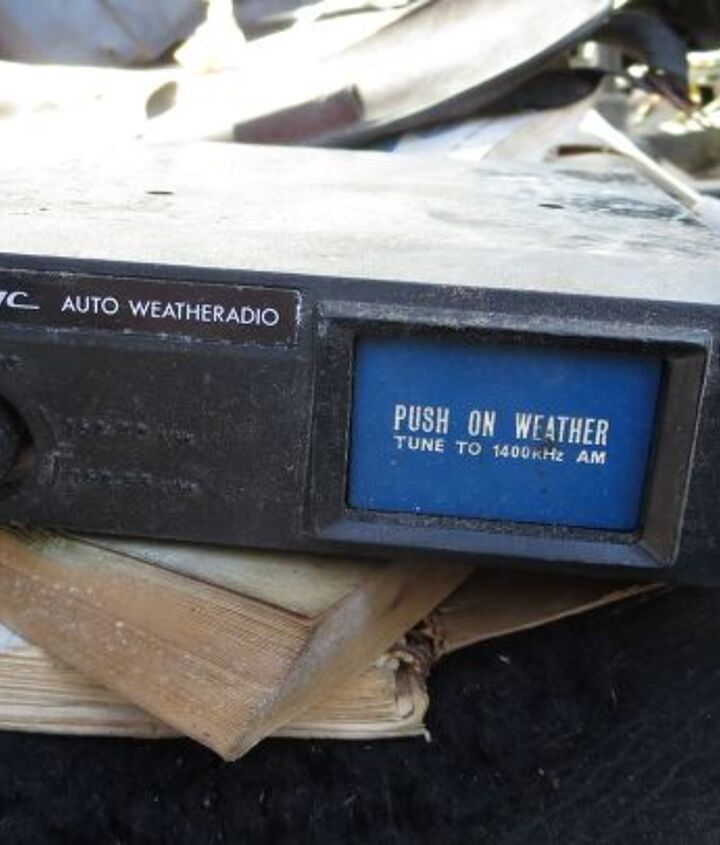 AUTO WEATHERADIO
PUSH ON WEATHER
TUNE TO 1400KHz AM